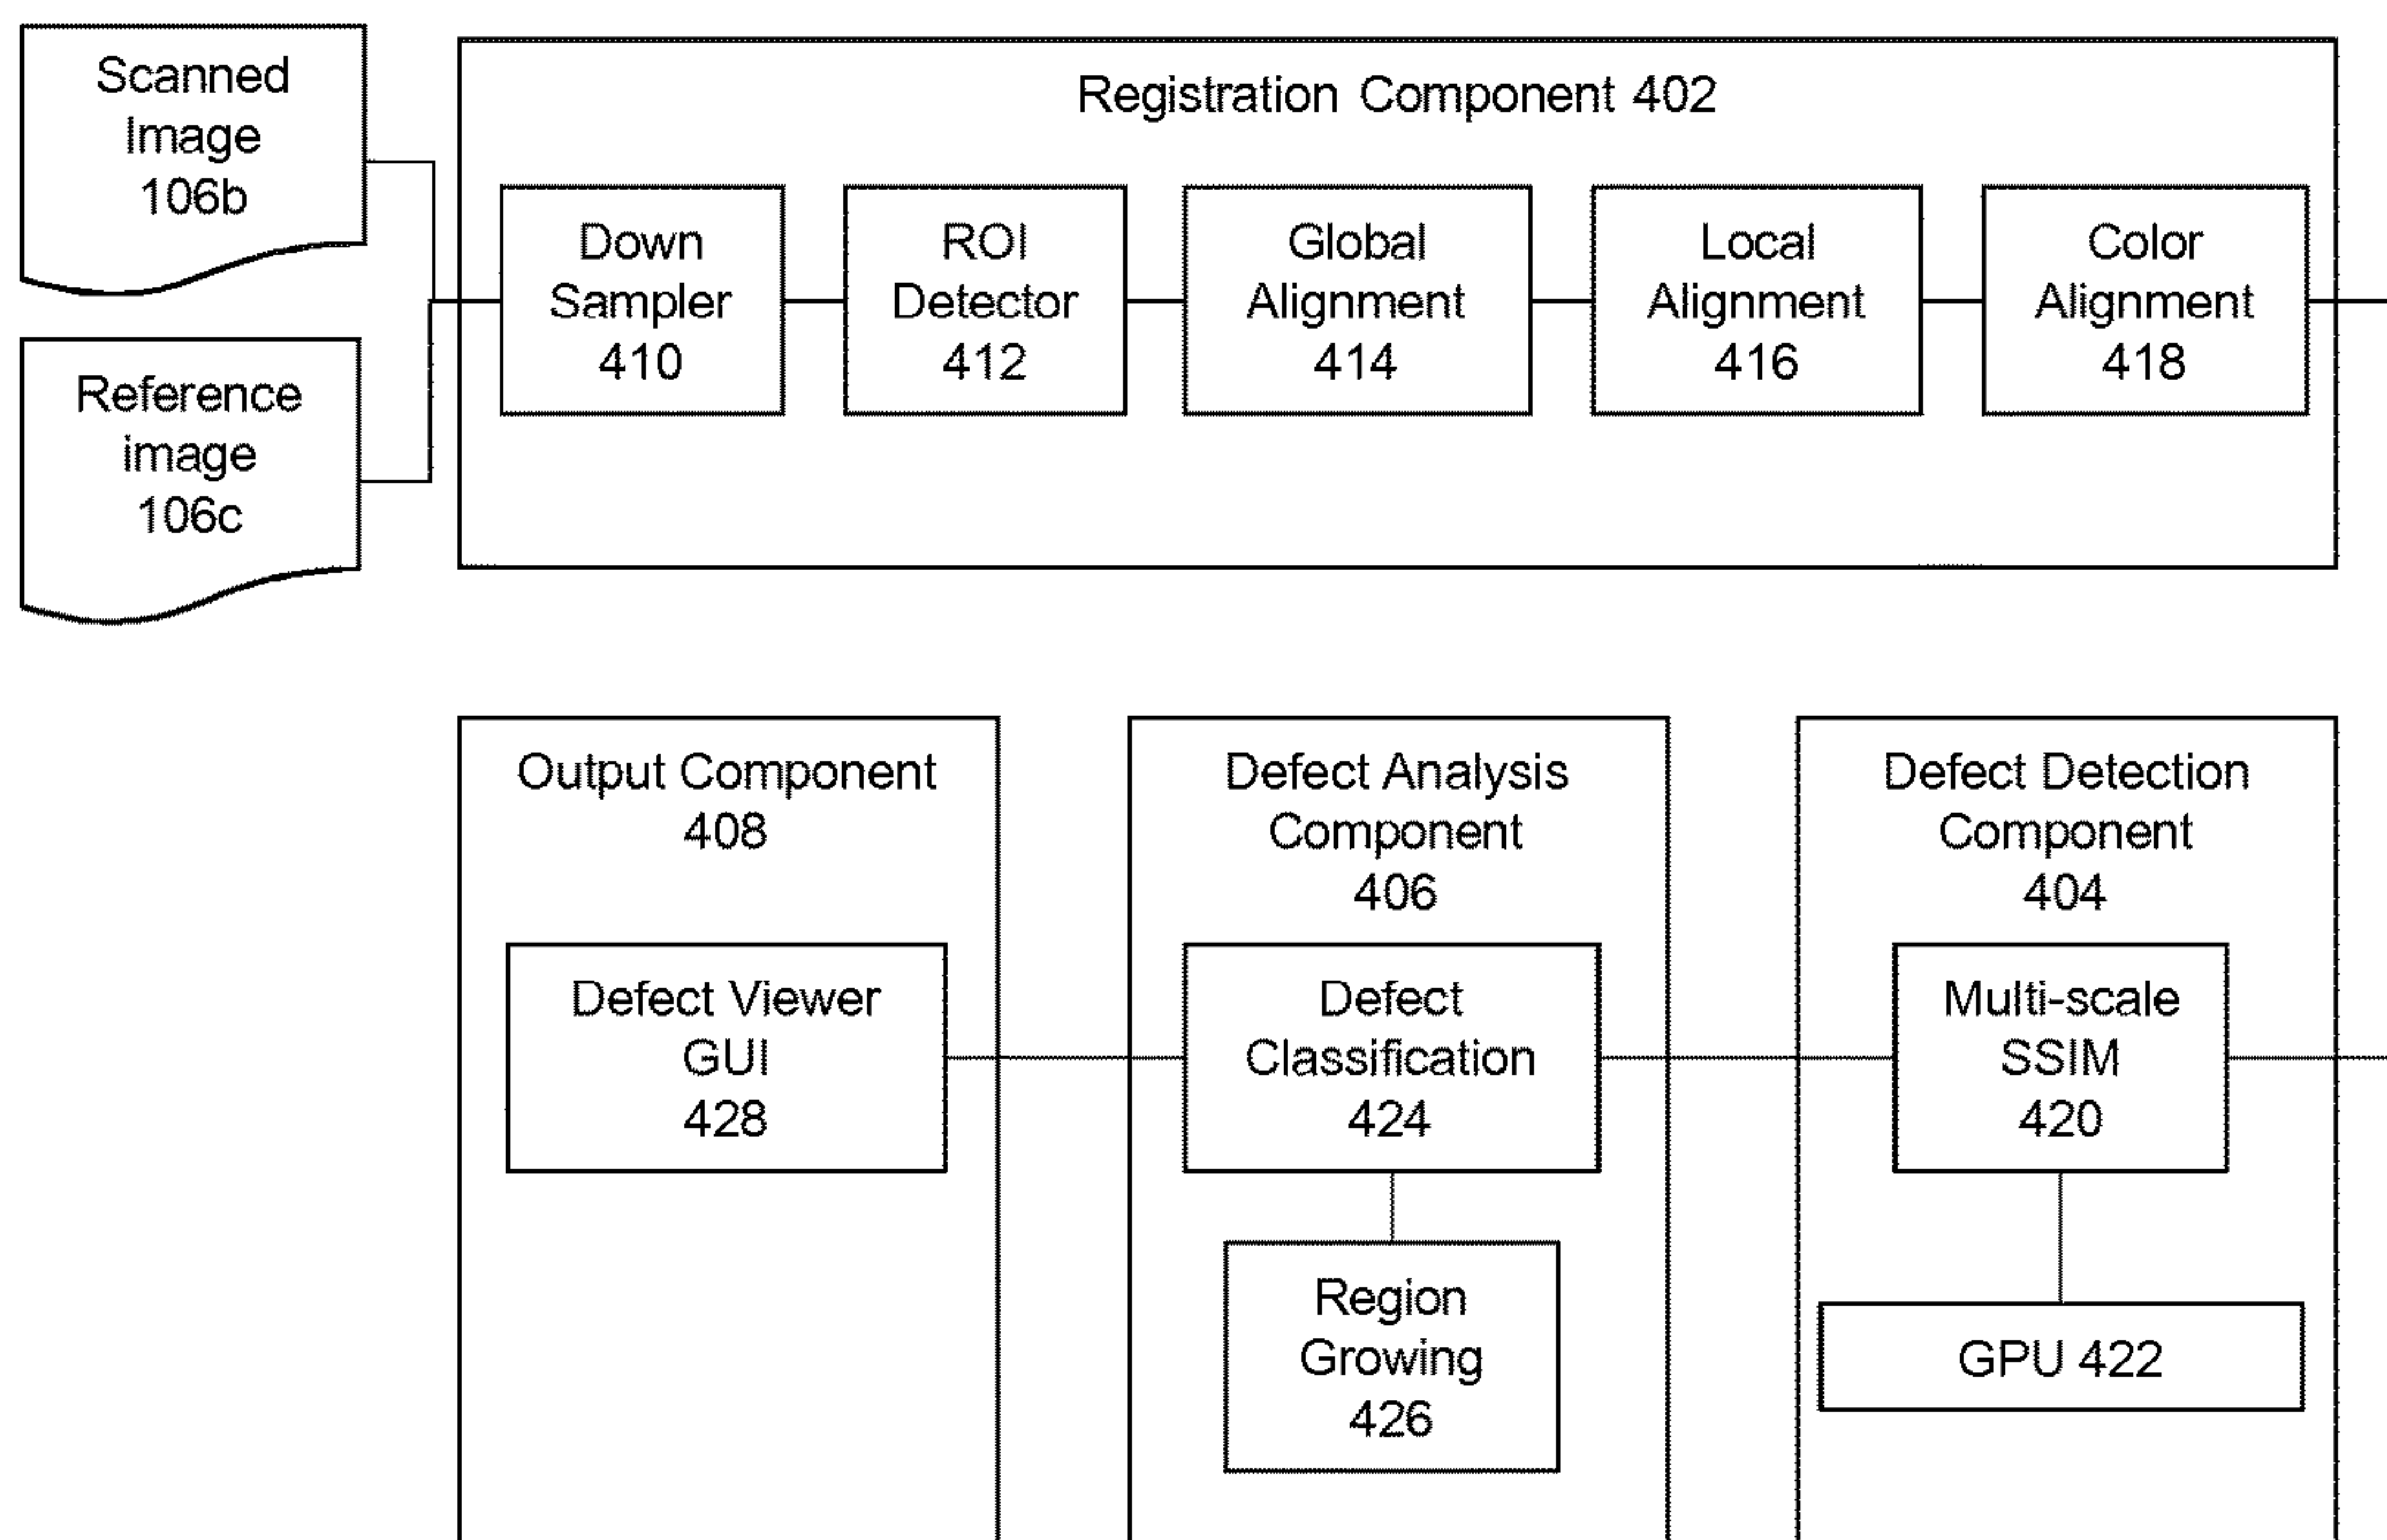 Scanned
Image
106b
Reference
image
106c
Registration Component 402
Down
Sampler
410
ROI
Detector
412
Global
Alignment
414
Local
Alignment
416
Color
Alignment
418
Output Component
408
Defect Viewer
GUI
428
Defect Analysis
Component
406
Defect
Classification
424
Region
Growing
426
Defect Detection
Component
404
Multi-scale
SSIM
420
GPU 422